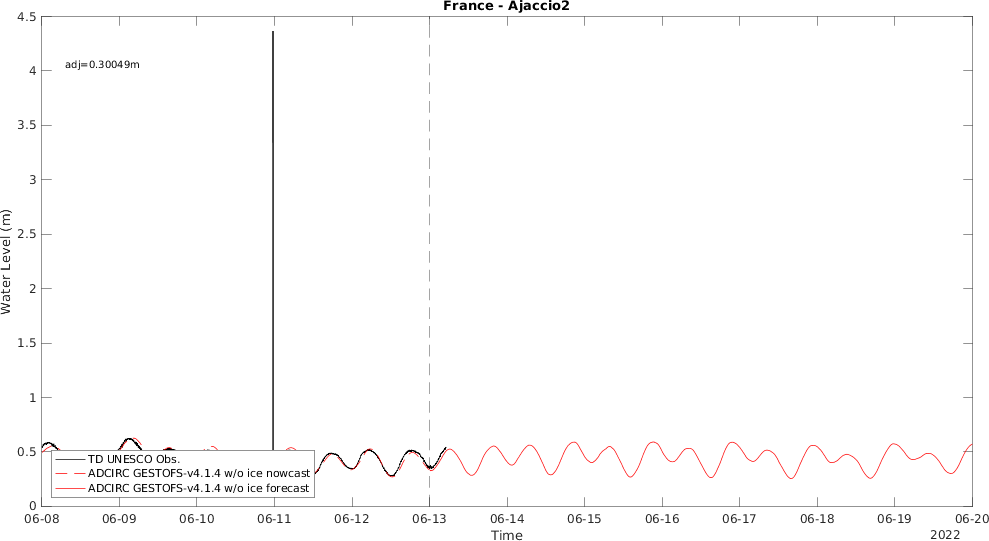 France - Ajaccio2
4.5
4
3.5
3
2.5
2
1.5
1
0.5
0
Water Level (m)
adj=0.30049m
TD UNESCO Obs.
ADCIRC GESTOFS-v4.1.4 w/o ice nowcast
ADCIRC GESTOFS-v4.1.4 w/o ice forecast
06-08 06-09 06-10 06-11 06-12 06-13 06-14 06-15 06-16 06-17 06-18 06-19 06-20
Time
2022